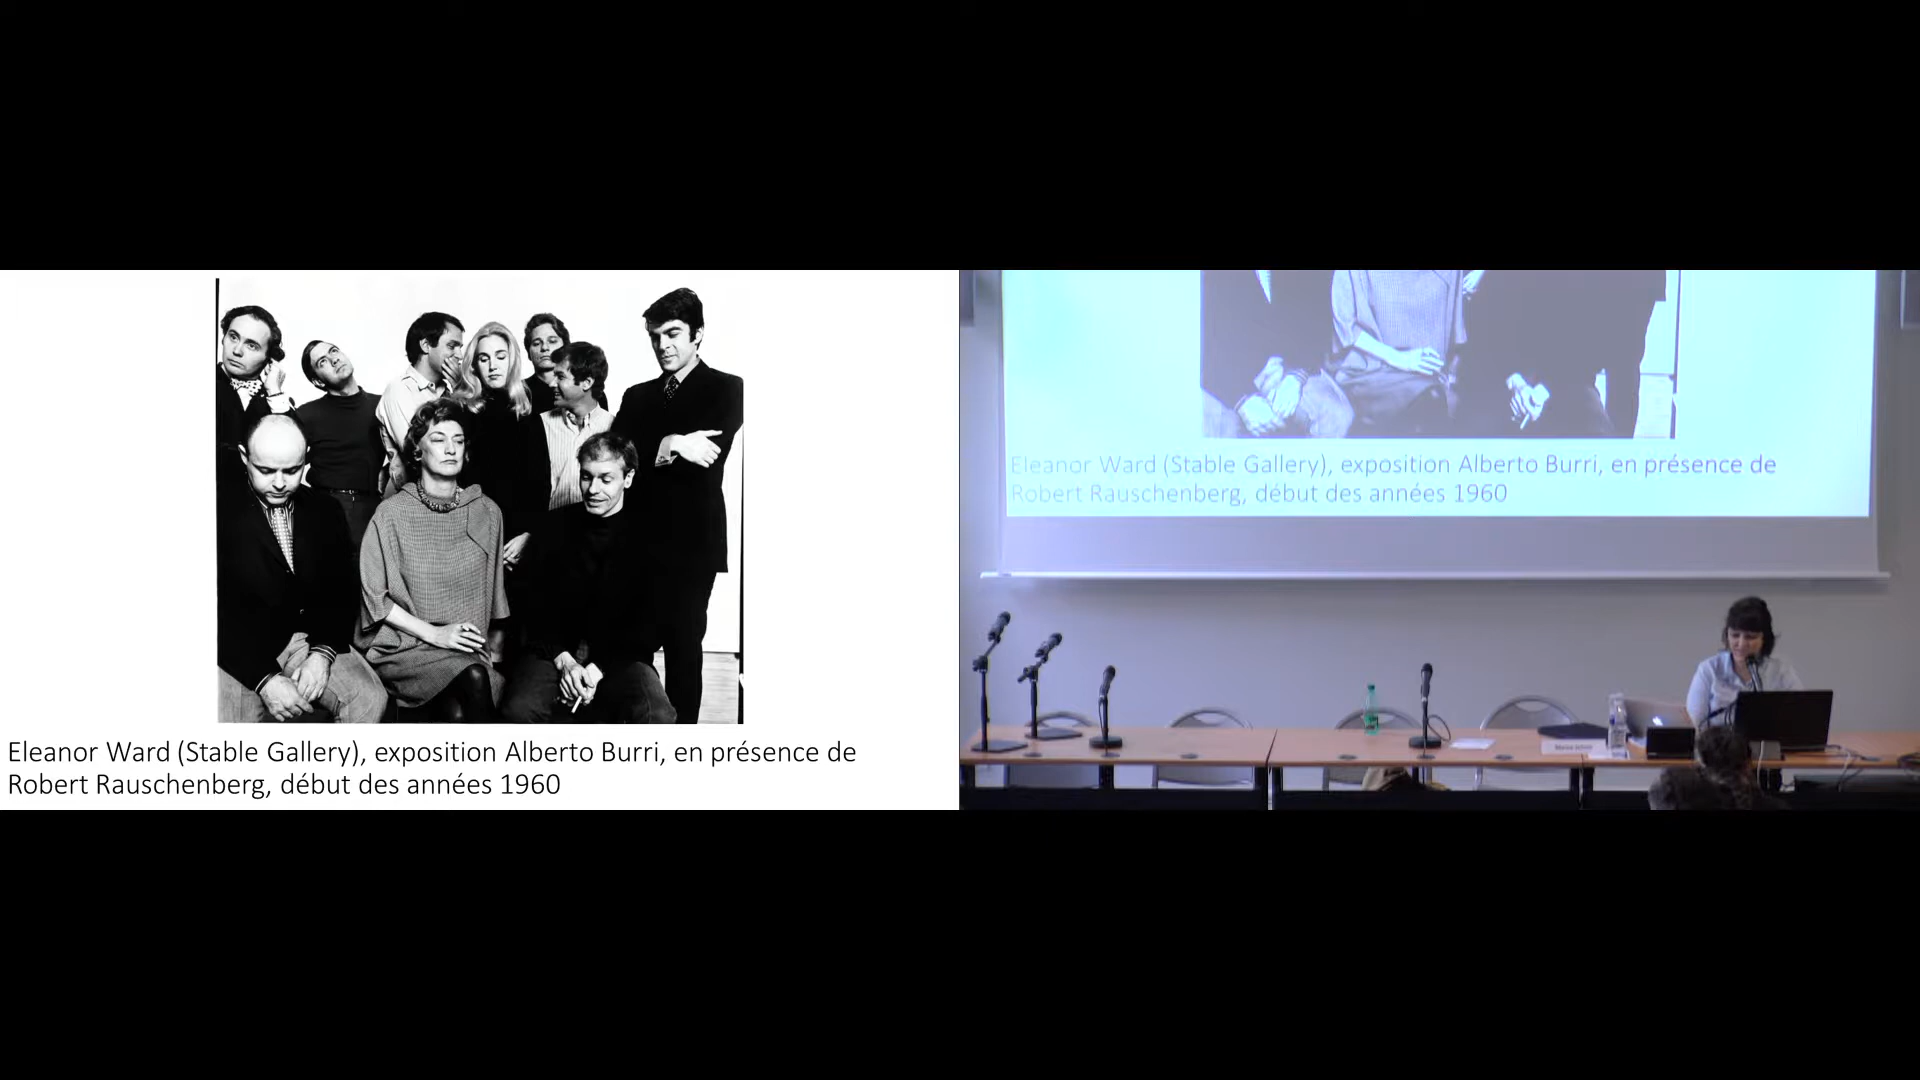 Eleanor Ward (Stable Gallery), exposition Alberto Burri, en présence de
Robert Rauschenberg, début des années 1960
Eleanor Ward (Stable Gallery), exposition Alberto Burri, en présence de
Robert Rauschenberg, début des années 1960